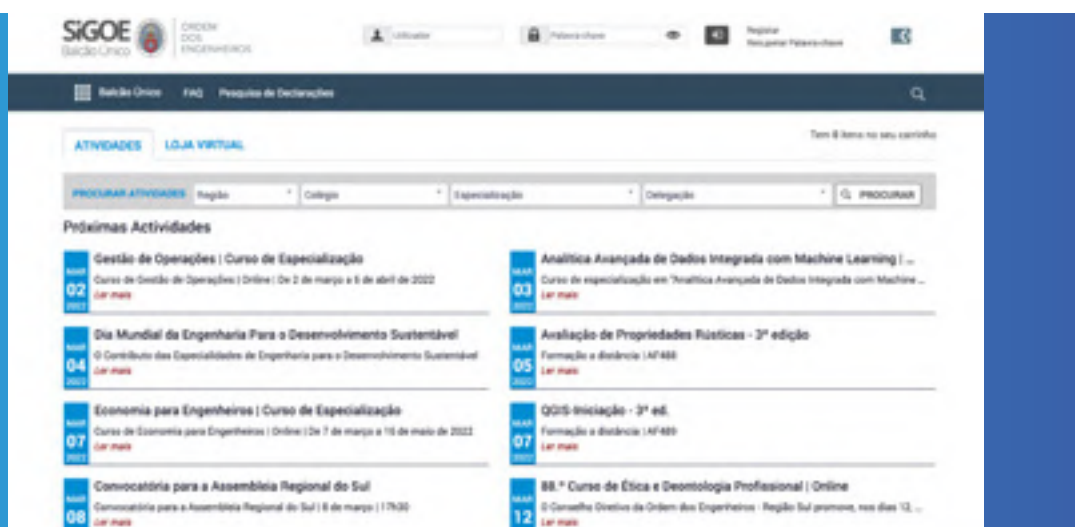 SiGOE
Balcão Único
ORDEM
DOS
ENGENHEIROS
Utilizador
Palavra-chave
Registar
Recuperar Palavra-chave
Balcão Único FAQ Pesquisa de Declarações
ATIVIDADES LOJA VIRTUAL
Tem 0 itens no seu carrinho
PROCURAR ATIVIDADES Região Colégio Especialização Delegação PROCURAR
Próximas Actividades
MAR
02
2022
Gestão de Operações | Curso de Especialização
Curso de Gestão de Operações | Online | De 2 de março a 6 de abril de 2022
Ler mais
MAR
03
2022
Analítica Avançada de Dados Integrada com Machine Learning | ...
Curso de especialização em "Analítica Avançada de Dados Integrada com Machine ...
Ler mais
MAR
04
2022
Dia Mundial da Engenharia Para o Desenvolvimento Sustentável
O Contributo das Especialidades de Engenharia para o Desenvolvimento Sustentável
Ler mais
MAR
05
2022
Avaliação de Propriedades Rústicas - 3ª edição
Formação a distância | AF488
Ler mais
MAR
07
2022
Economia para Engenheiros | Curso de Especialização
Curso de Economia para Engenheiros | Online | De 7 de março a 16 de maio de 2022
Ler mais
MAR
07
2022
QGIS-Iniciação - 3ª ed.
Formação a distância | AF489
Ler mais
MAR
08
Convocatória para a Assembleia Regional do Sul
Convocatória para a Assembleia Regional do Sul | 8 de março | 17h30
Ler mais
MAR
12
88.º Curso de Ética e Deontologia Profissional | Online
O Conselho Diretivo da Ordem dos Engenheiros - Região Sul promove, nos dias 12, ...
Ler mais